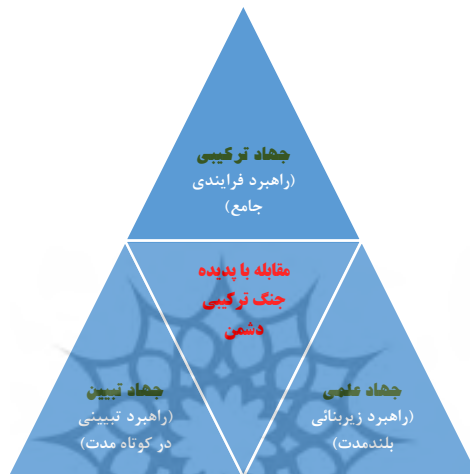 جهاد ترکیبی
(راهبرد فرایندی
جامع)
مقابله با پدیده
جنگ ترکیبی
دشمن
جهاد علمی
(راهبرد زیربنائی
بلندمدت)
جهاد تبیین
(راهبرد تبیینی
در کوتاه مدت)